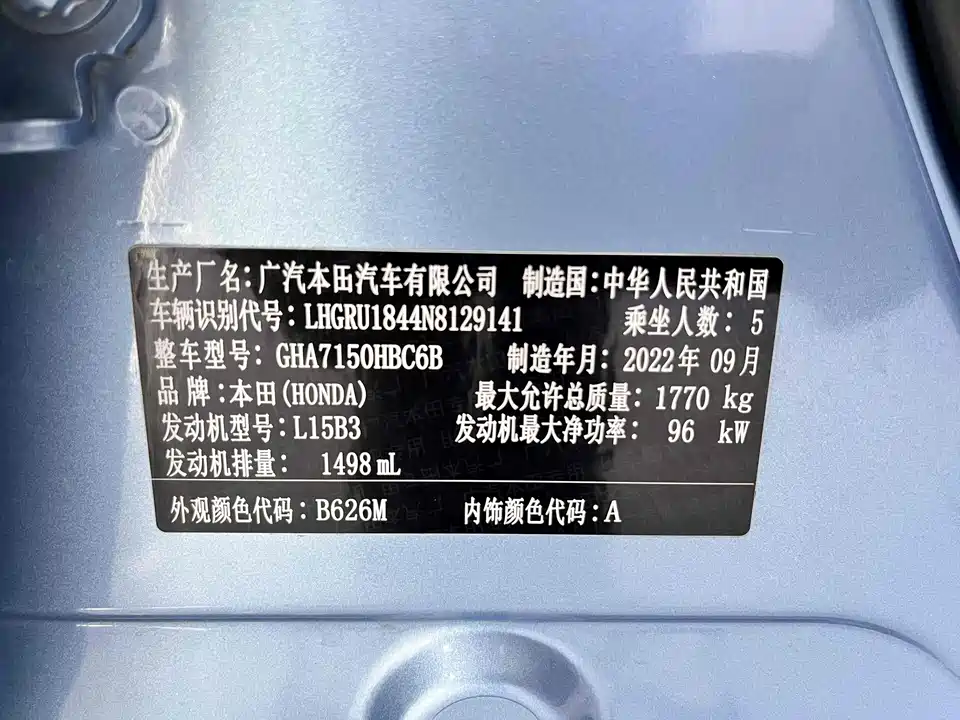 生产厂名:广汽本田汽车有限公司 制造国:中华人民共和国
车辆识别代号:LHGRU1844N8129141 乘坐人数:5
整车型号:GHA7150HBC6B 制造年月:2022年09月
品牌:本田(HONDA) 最大允许总质量:1770 kg
发动机型号:L15B3 发动机最大净功率: 96 kW
发动机排量: 1498 mL
外观颜色代码:B626M 内饰颜色代码:A